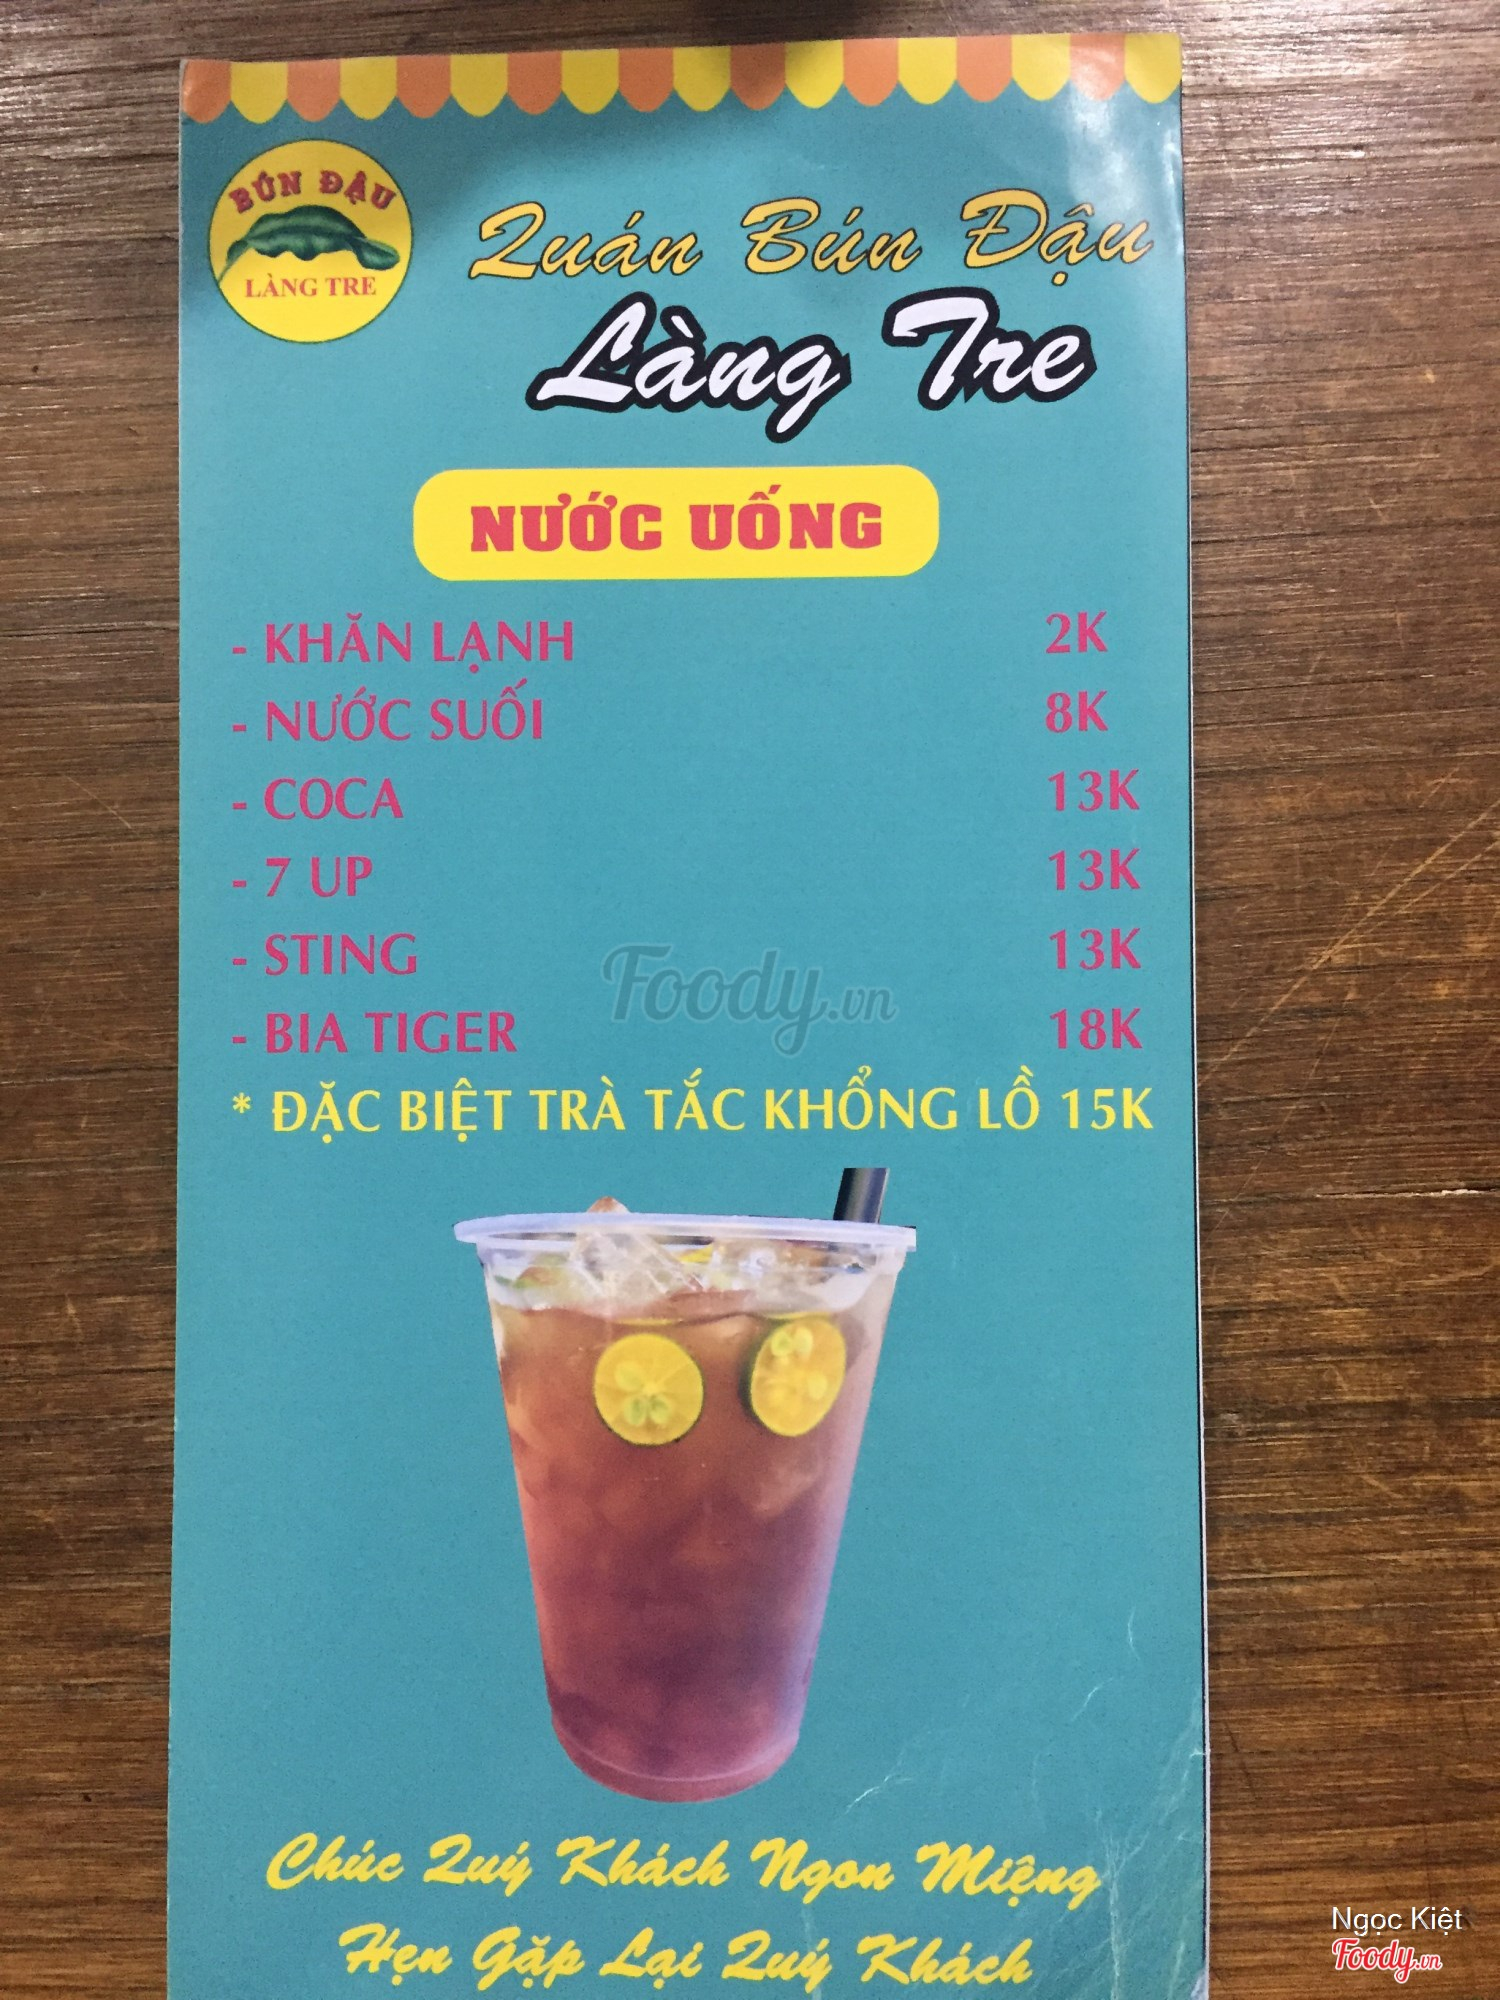 BÚN ĐẬU
LÀNG TRE
Quán Bún Đậu
Làng Tre
NƯỚC UỐNG
- KHĂN LẠNH 2K
- NƯỚC SUỐI 8K
- COCA 13K
- 7 UP 13K
- STING 13K
- BIA TIGER 18K
* ĐẶC BIỆT TRÀ TẮC KHỔNG LỒ 15K
Foody.vn
Chúc Quý Khách Ngon Miệng
Hẹn Gặp Lại Quý Khách
Ngọc Kiệt
Foody.vn